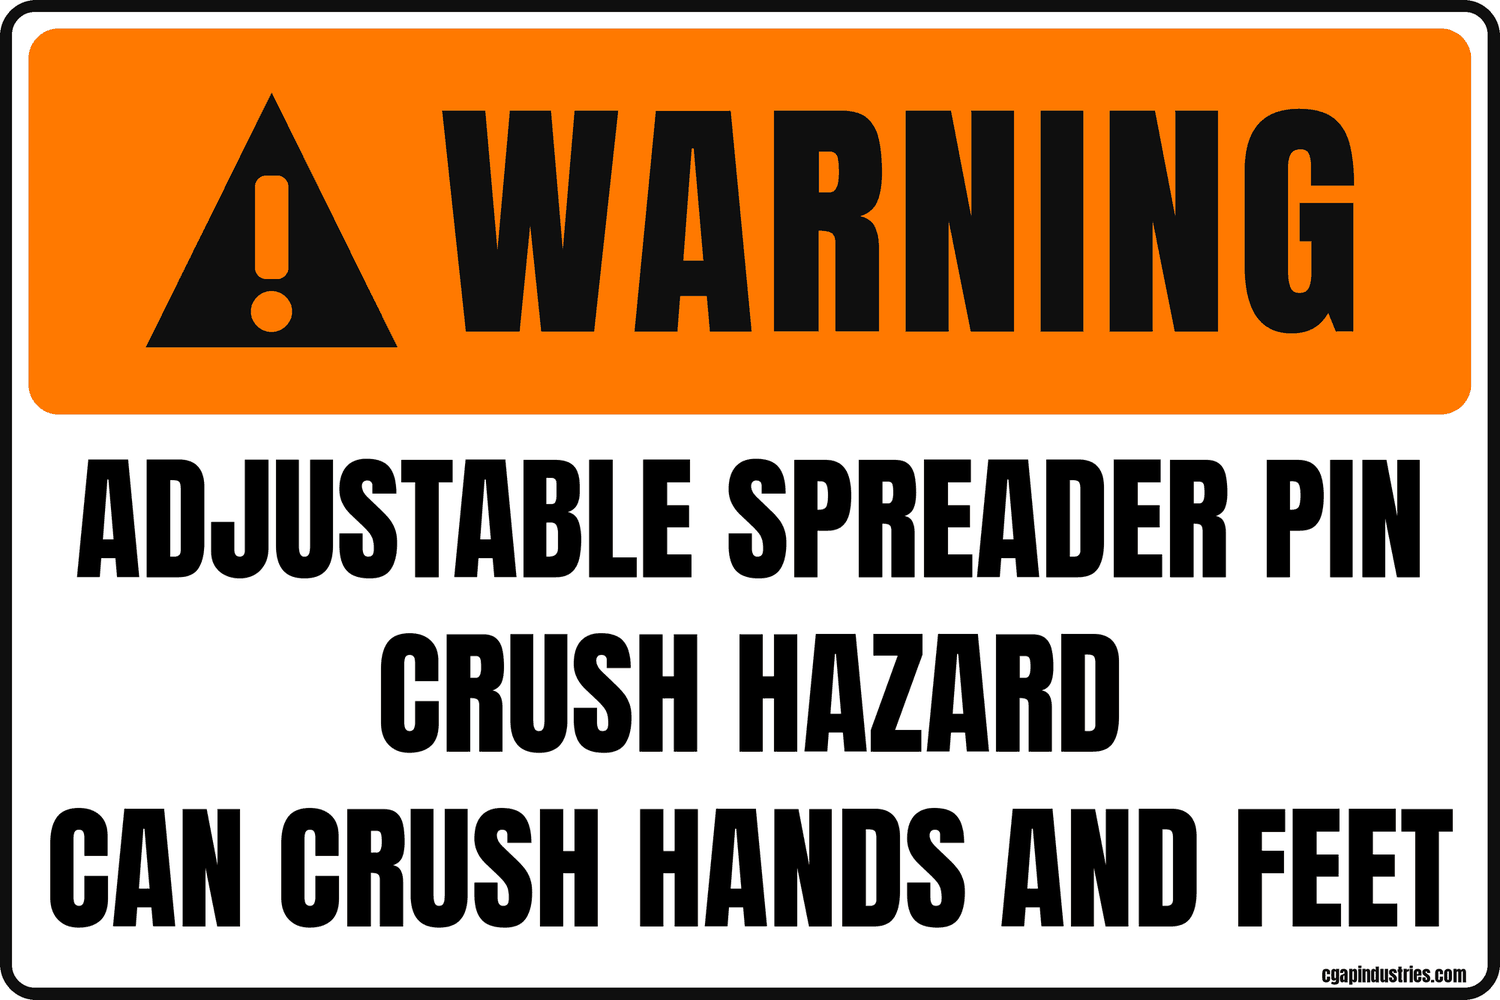 WARNING
ADJUSTABLE SPREADER PIN
CRUSH HAZARD
CAN CRUSH HANDS AND FEET
cgapindustries.com